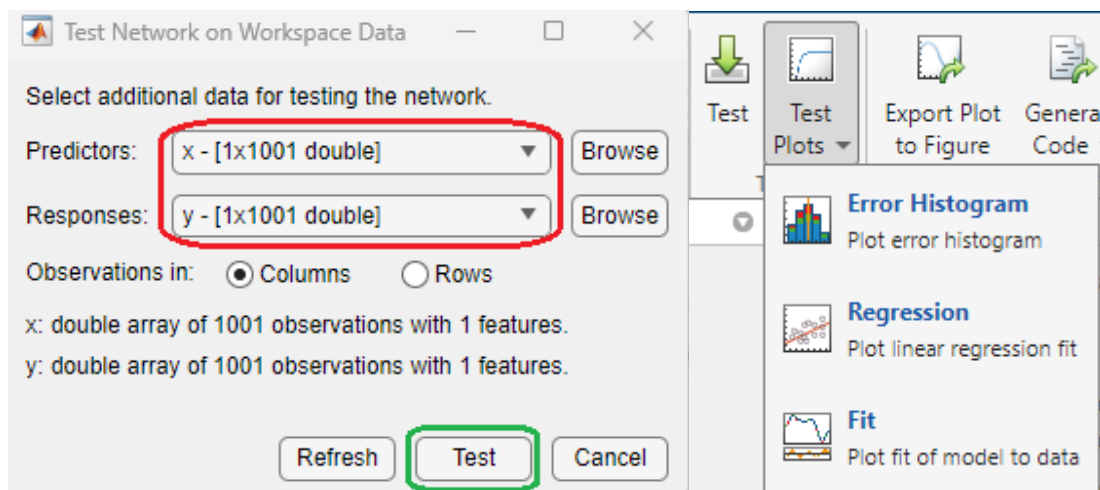 Test Network on Workspace Data
Select additional data for testing the network.
Predictors: x - [1x1001 double] Browse
Responses: y - [1x1001 double] Browse
Observations in: Columns Rows
x: double array of 1001 observations with 1 features.
y: double array of 1001 observations with 1 features.
Refresh Test Cancel
Test Test Export Plot Genera
Plots to Figure Code
Error Histogram
Plot error histogram
Regression
Plot linear regression fit
Fit
Plot fit of model to data